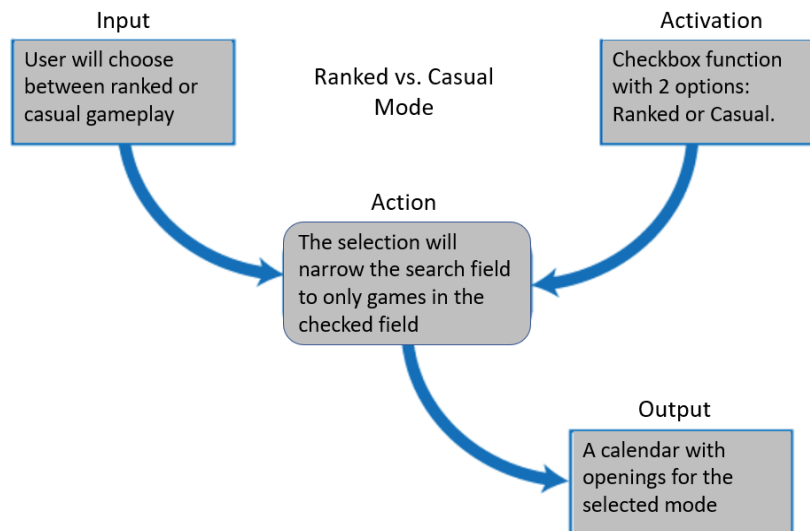 Input
User will choose
between ranked or
casual gameplay
Ranked vs. Casual
Mode
Activation
Checkbox function
with 2 options:
Ranked or Casual.
Action
The selection will
narrow the search field
to only games in the
checked field
Output
A calendar with
openings for the
selected mode